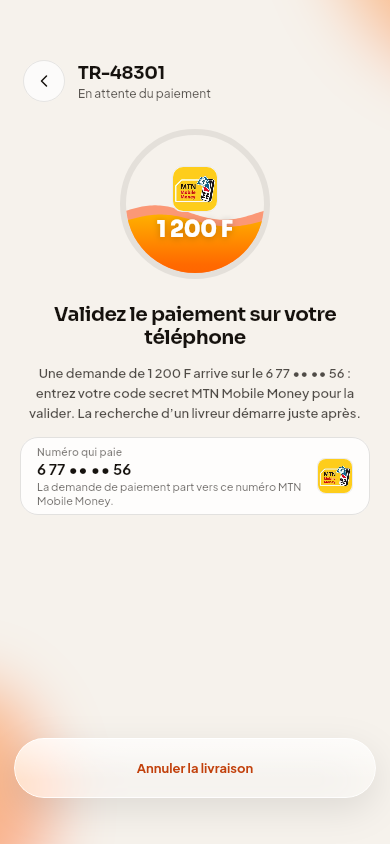 TR-48301
En attente du paiement
MTN
Mobile
Money
1 200 F
Validez le paiement sur votre
téléphone
Une demande de 1 200 F arrive sur le 6 77 •• •• 56 :
entrez votre code secret MTN Mobile Money pour la
valider. La recherche d’un livreur démarre juste après.
Numéro qui paie
6 77 •• •• 56
La demande de paiement part vers ce numéro MTN
Mobile Money.
MTN
Mobile
Money
Annuler la livraison